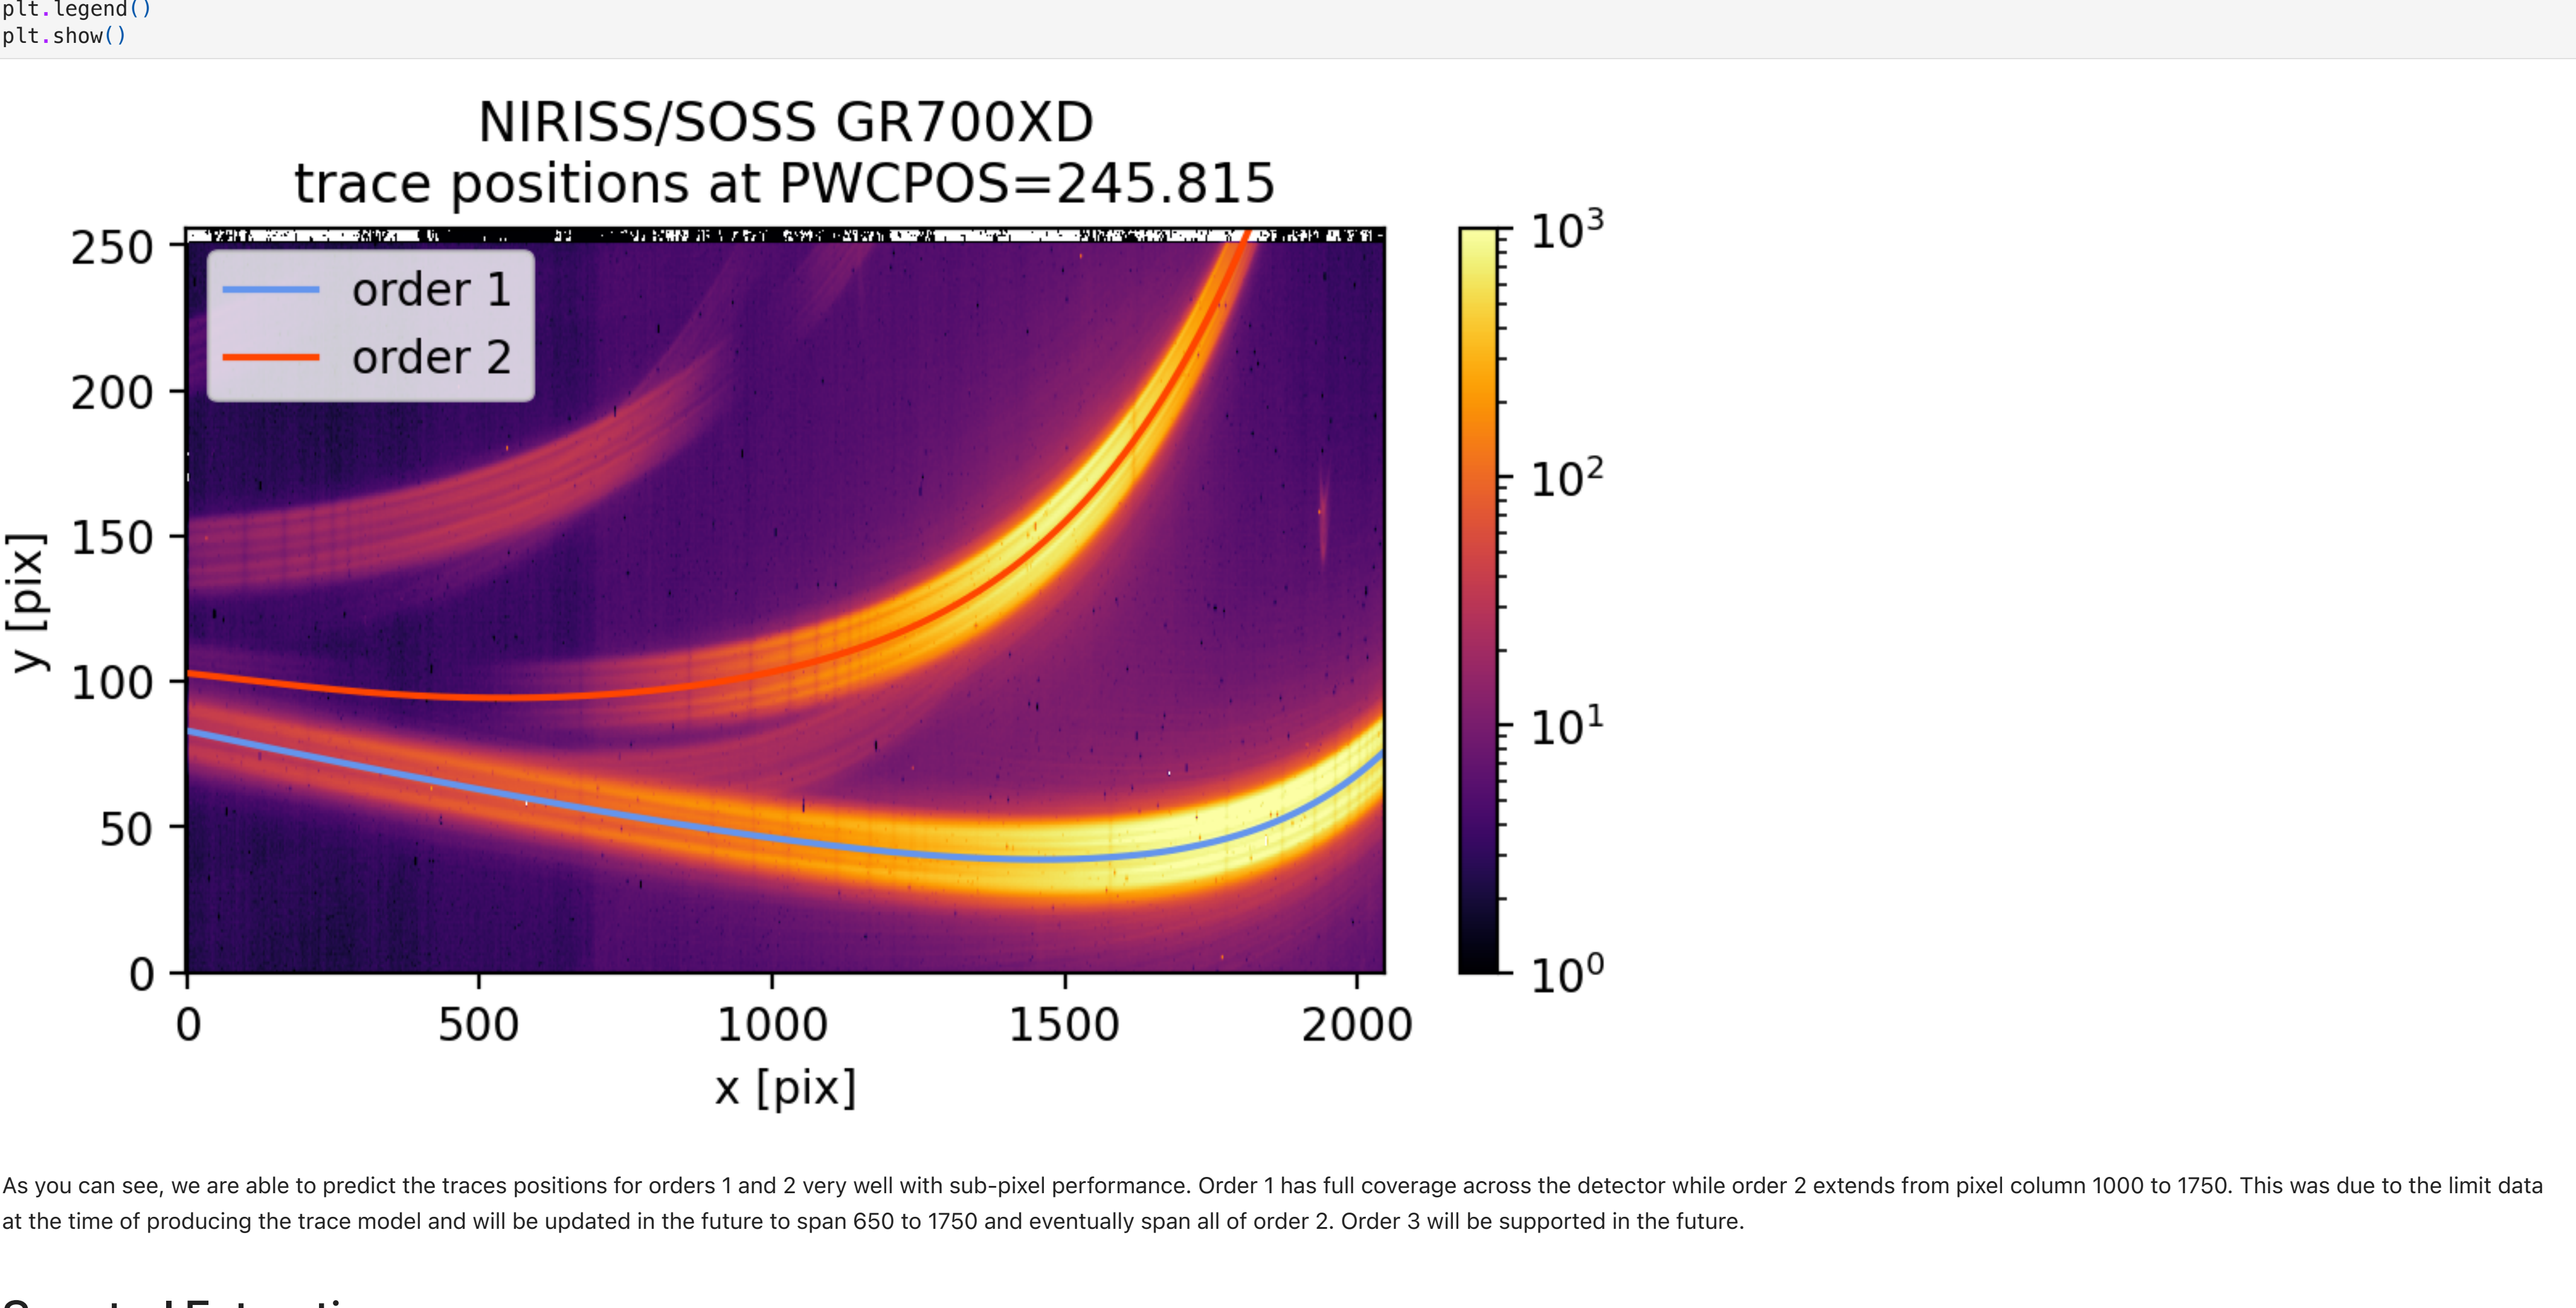 plt.legend()
plt.show()
NIRISS/SOSS GR700XD
trace positions at PWCPOS=245.815
order 1
order 2
250
200
150
100
50
0
y [pix]
0 500 1000 1500 2000
x [pix]
10³
10²
10¹
10⁰
As you can see, we are able to predict the traces positions for orders 1 and 2 very well with sub-pixel performance. Order 1 has full coverage across the detector while order 2 extends from pixel column 1000 to 1750. This was due to the limit data
at the time of producing the trace model and will be updated in the future to span 650 to 1750 and eventually span all of order 2. Order 3 will be supported in the future.